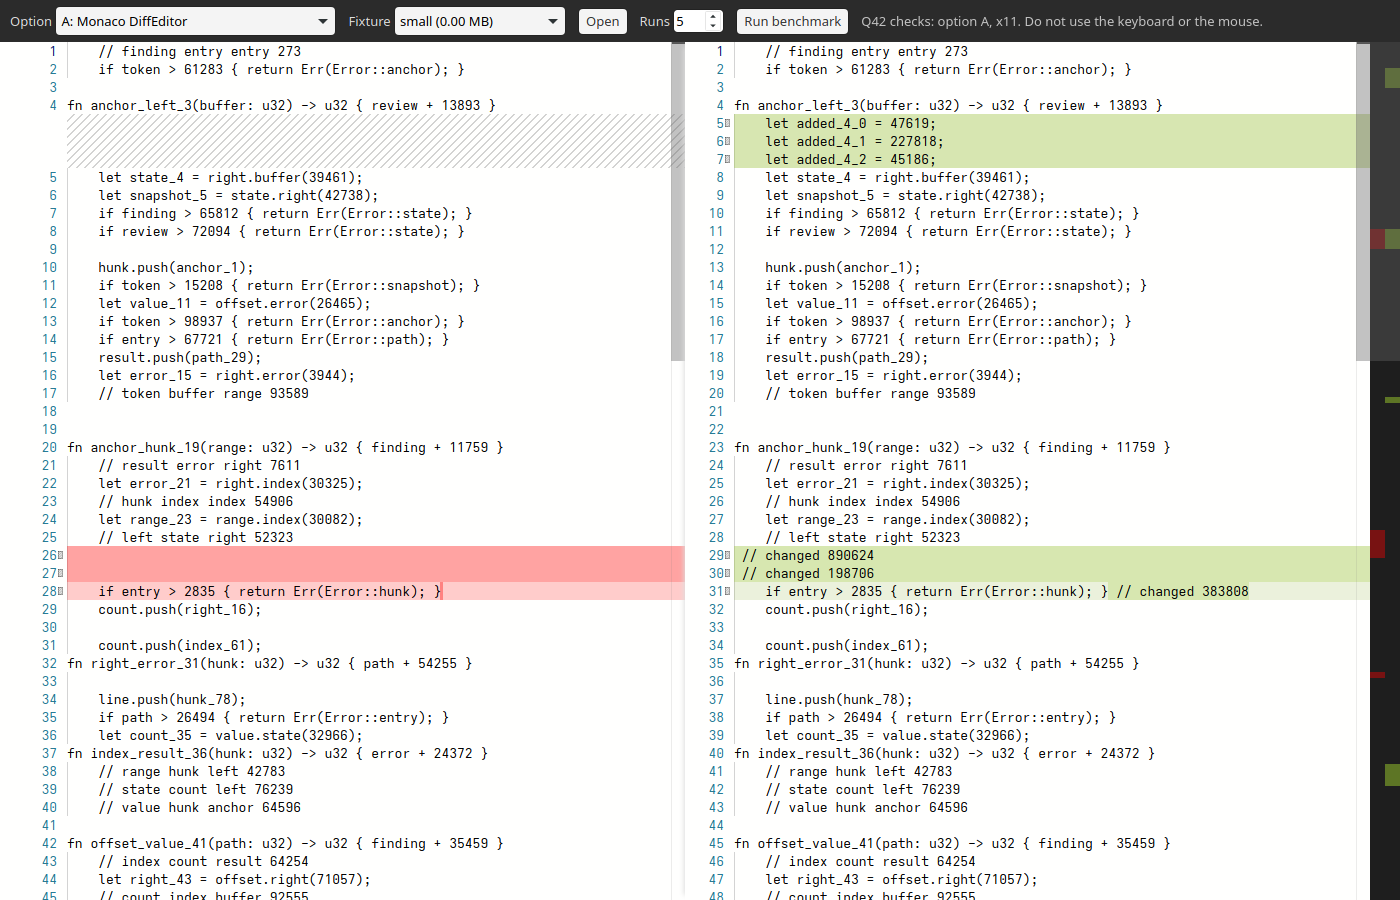 Option A: Monaco DiffEditor Fixture small (0.00 MB) Open Runs 5 Run benchmark Q42 checks: option A, x11. Do not use the keyboard or the mouse.
1 // finding entry entry 273
2 if token > 61283 { return Err(Error::anchor); }
3
4 fn anchor_left_3(buffer: u32) -> u32 { review + 13893 }
5 let state_4 = right.buffer(39461);
6 let snapshot_5 = state.right(42738);
7 if finding > 65812 { return Err(Error::state); }
8 if review > 72094 { return Err(Error::state); }
9
10 hunk.push(anchor_1);
11 if token > 15208 { return Err(Error::snapshot); }
12 let value_11 = offset.error(26465);
13 if token > 98937 { return Err(Error::anchor); }
14 if entry > 67721 { return Err(Error::path); }
15 result.push(path_29);
16 let error_15 = right.error(3944);
17 // token buffer range 93589
18
19
20 fn anchor_hunk_19(range: u32) -> u32 { finding + 11759 }
21 // result error right 7611
22 let error_21 = right.index(30325);
23 // hunk index index 54906
24 let range_23 = range.index(30082);
25 // left state right 52323
26
27
28 if entry > 2835 { return Err(Error::hunk); }
29 count.push(right_16);
30
31 count.push(index_61);
32 fn right_error_31(hunk: u32) -> u32 { path + 54255 }
33
34 line.push(hunk_78);
35 if path > 26494 { return Err(Error::entry); }
36 let count_35 = value.state(32966);
37 fn index_result_36(hunk: u32) -> u32 { error + 24372 }
38 // range hunk left 42783
39 // state count left 76239
40 // value hunk anchor 64596
41
42 fn offset_value_41(path: u32) -> u32 { finding + 35459 }
43 // index count result 64254
44 let right_43 = offset.right(71057);
45 // count index buffer 92555
1 // finding entry entry 273
2 if token > 61283 { return Err(Error::anchor); }
3
4 fn anchor_left_3(buffer: u32) -> u32 { review + 13893 }
5 let added_4_0 = 47619;
6 let added_4_1 = 227818;
7 let added_4_2 = 45186;
8 let state_4 = right.buffer(39461);
9 let snapshot_5 = state.right(42738);
10 if finding > 65812 { return Err(Error::state); }
11 if review > 72094 { return Err(Error::state); }
12
13 hunk.push(anchor_1);
14 if token > 15208 { return Err(Error::snapshot); }
15 let value_11 = offset.error(26465);
16 if token > 98937 { return Err(Error::anchor); }
17 if entry > 67721 { return Err(Error::path); }
18 result.push(path_29);
19 let error_15 = right.error(3944);
20 // token buffer range 93589
21
22
23 fn anchor_hunk_19(range: u32) -> u32 { finding + 11759 }
24 // result error right 7611
25 let error_21 = right.index(30325);
26 // hunk index index 54906
27 let range_23 = range.index(30082);
28 // left state right 52323
29 // changed 890624
30 // changed 198706
31 if entry > 2835 { return Err(Error::hunk); } // changed 383808
32 count.push(right_16);
33
34 count.push(index_61);
35 fn right_error_31(hunk: u32) -> u32 { path + 54255 }
36
37 line.push(hunk_78);
38 if path > 26494 { return Err(Error::entry); }
39 let count_35 = value.state(32966);
40 fn index_result_36(hunk: u32) -> u32 { error + 24372 }
41 // range hunk left 42783
42 // state count left 76239
43 // value hunk anchor 64596
44
45 fn offset_value_41(path: u32) -> u32 { finding + 35459 }
46 // index count result 64254
47 let right_43 = offset.right(71057);
48 // count index buffer 92555